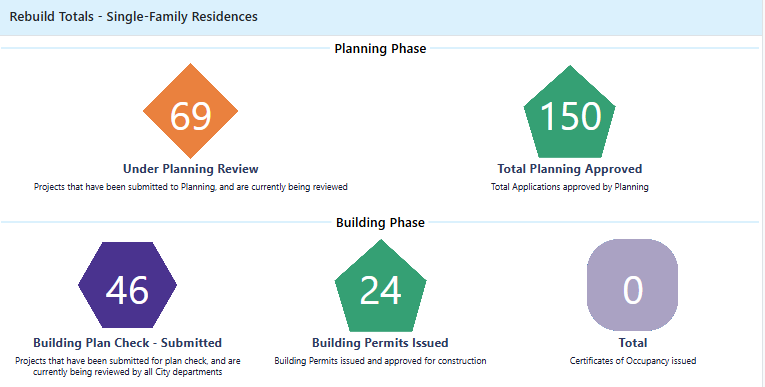 Rebuild Totals - Single-Family Residences
Planning Phase
69
Under Planning Review
Projects that have been submitted to Planning, and are currently being reviewed
150
Total Planning Approved
Total Applications approved by Planning
Building Phase
46
Building Plan Check - Submitted
Projects that have been submitted for plan check, and are
currently being reviewed by all City departments
24
Building Permits Issued
Building Permits issued and approved for construction
0
Total
Certificates of Occupancy issued